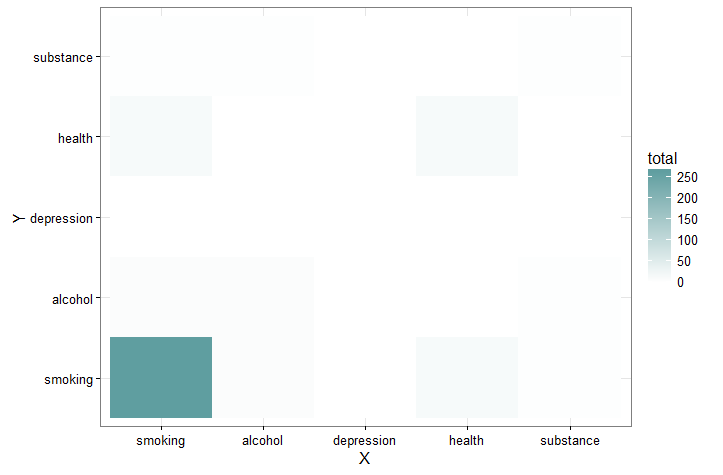 substance
health
depression
alcohol
smoking
Y
smoking alcohol depression health substance
X
total
250
200
150
100
50
0